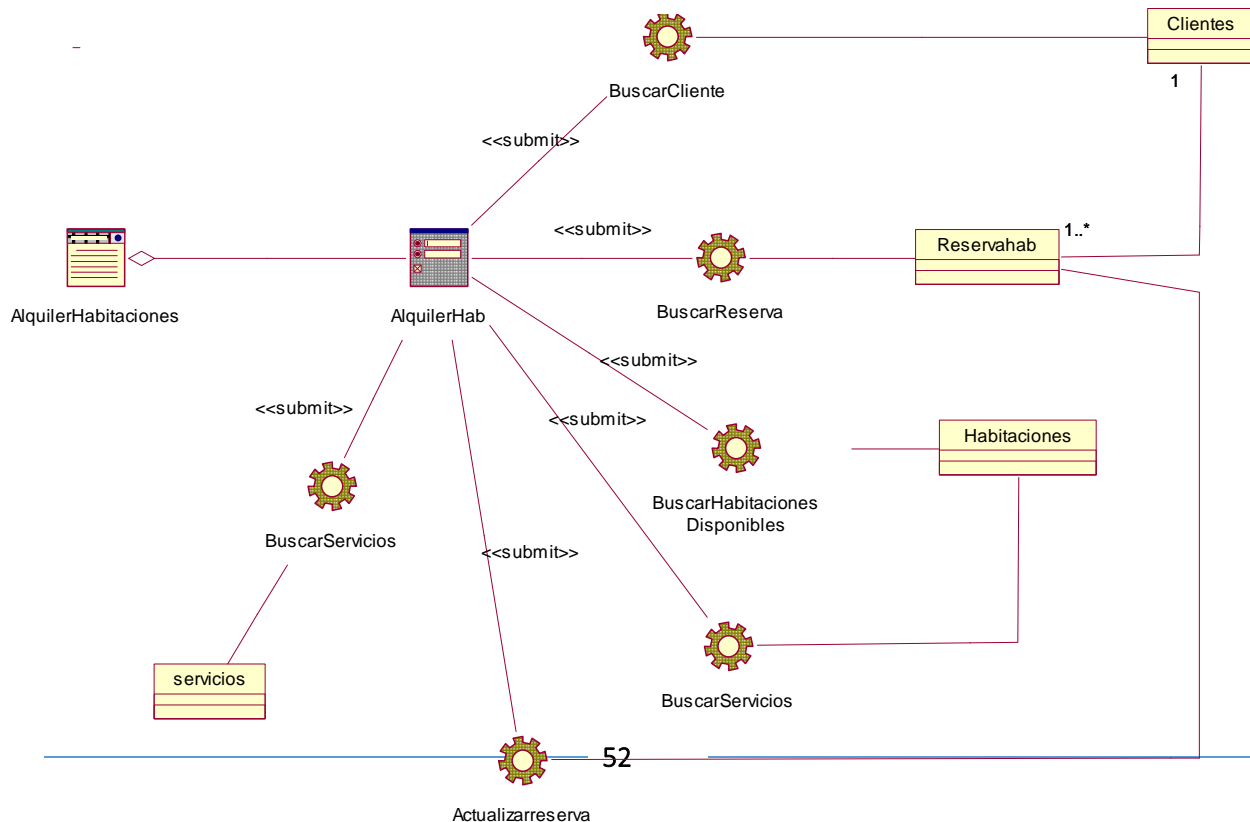 Clientes
BuscarCliente
1
<<submit>>
<<submit>>
1..*
Reservahab
AlquilerHabitaciones
AlquilerHab
BuscarReserva
<<submit>>
<<submit>>
<<submit>>
Habitaciones
BuscarHabitaciones
Disponibles
BuscarServicios
<<submit>>
servicios
BuscarServicios
52
Actualizarreserva